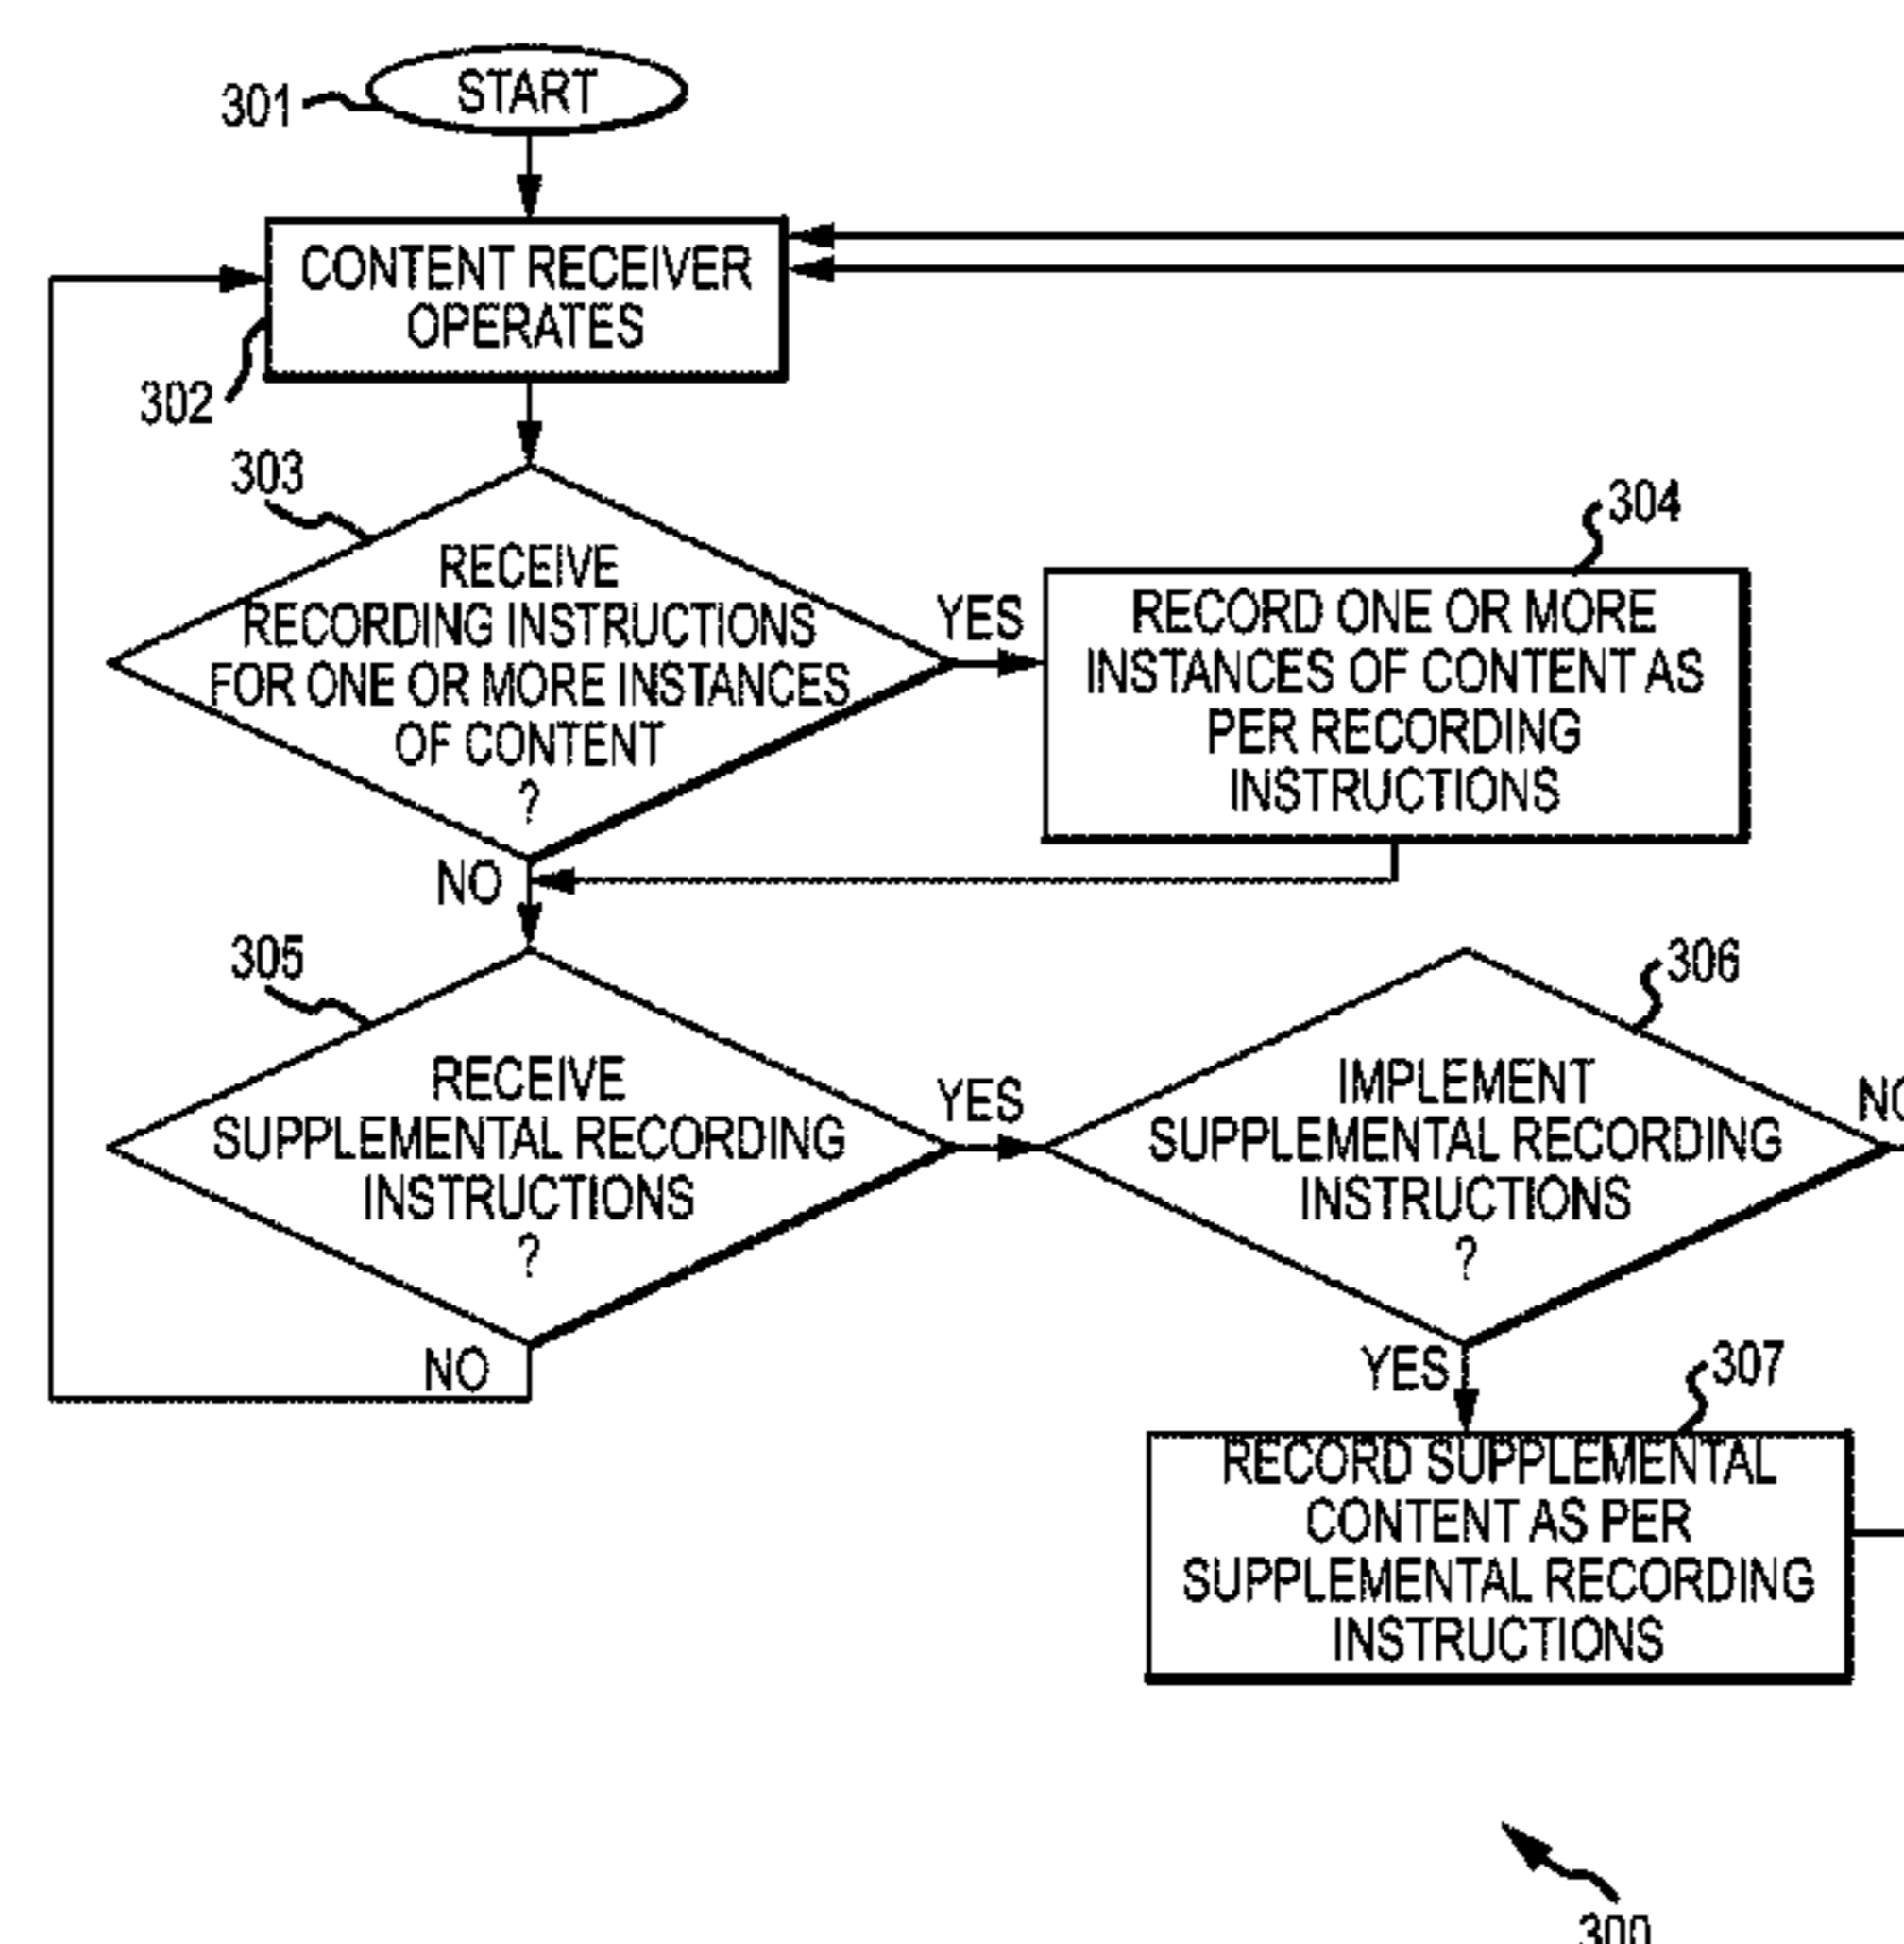 START
301
CONTENT RECEIVER
OPERATES
302
303
RECEIVE
RECORDING INSTRUCTIONS
FOR ONE OR MORE INSTANCES
OF CONTENT
?
YES
304
RECORD ONE OR MORE
INSTANCES OF CONTENT AS
PER RECORDING
INSTRUCTIONS
NO
305
RECEIVE
SUPPLEMENTAL RECORDING
INSTRUCTIONS
?
YES
NO
306
IMPLEMENT
SUPPLEMENTAL RECORDING
INSTRUCTIONS
?
NO
YES
307
RECORD SUPPLEMENTAL
CONTENT AS PER
SUPPLEMENTAL RECORDING
INSTRUCTIONS
300